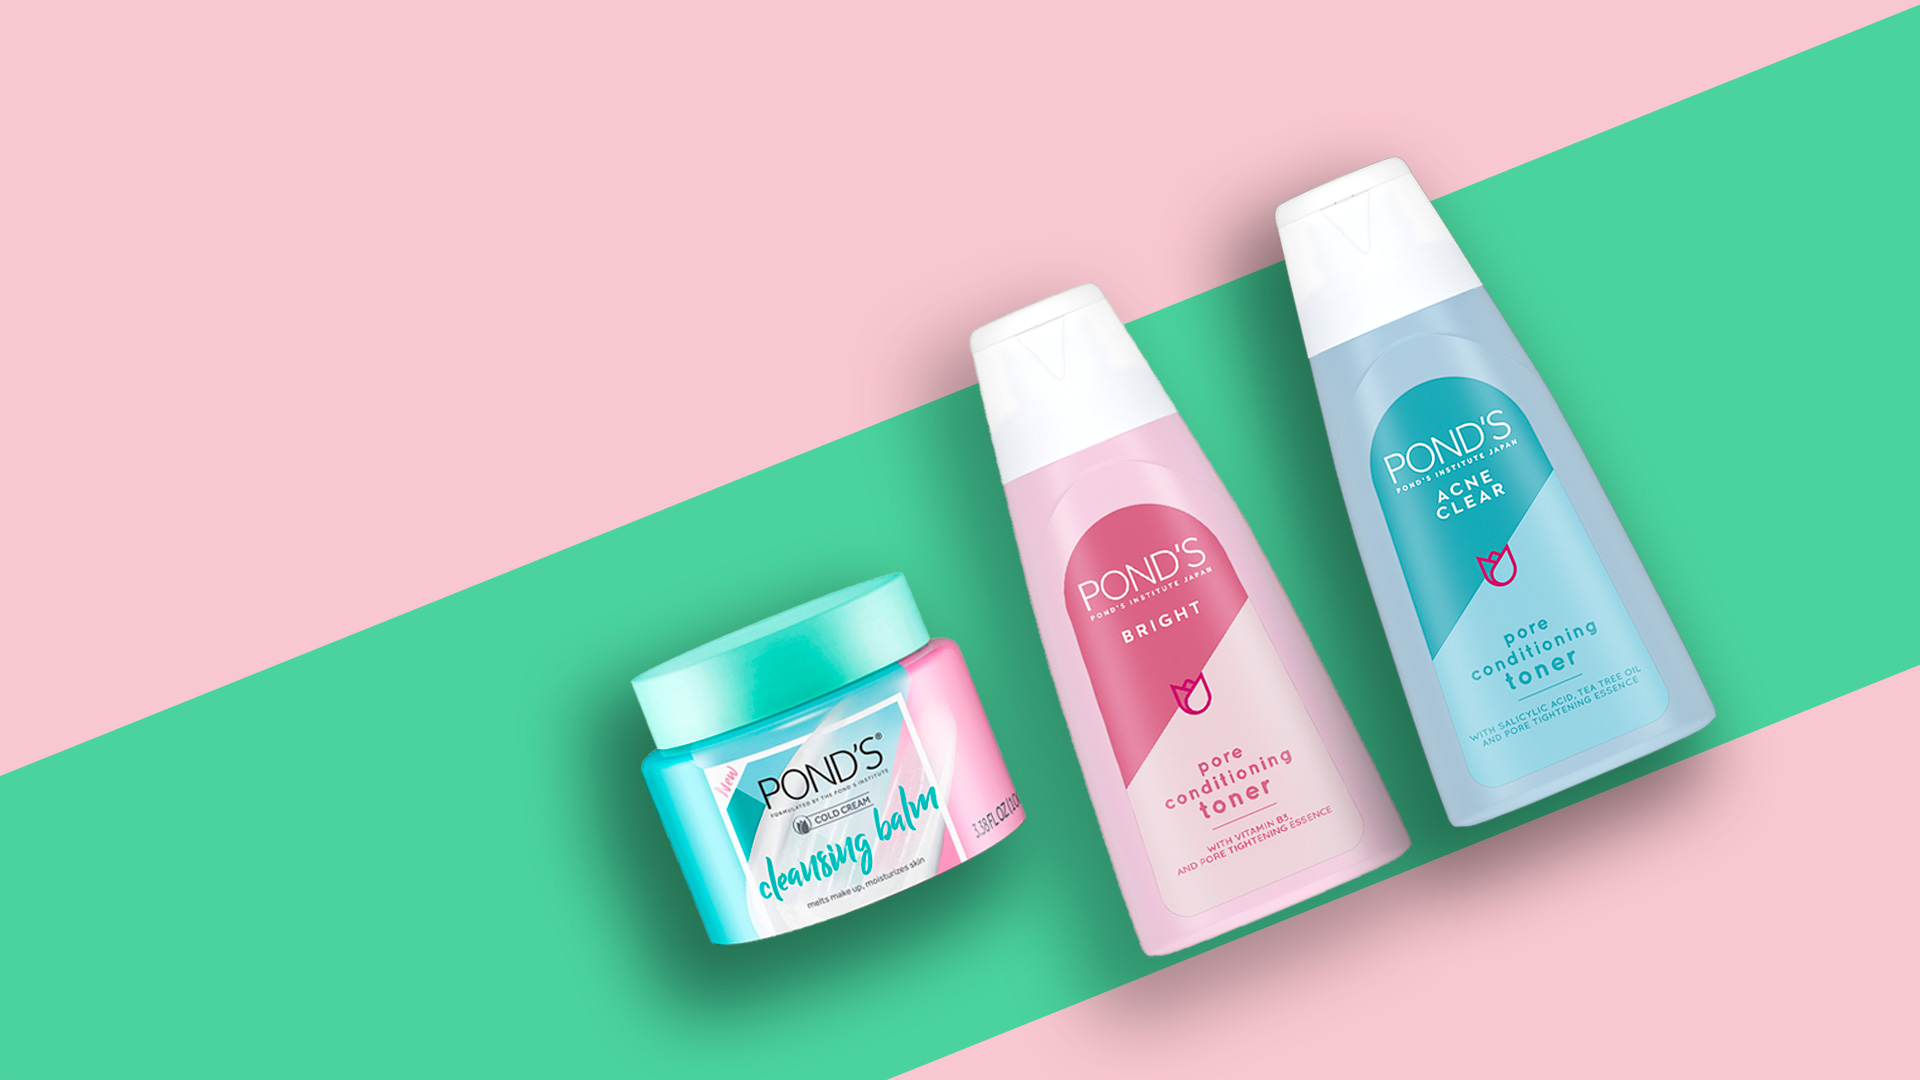 New
POND'S®
FORMULATED BY THE POND'S INSTITUTE
COLD CREAM
cleansing balm
melts make up, moisturizes skin
3.38 FL OZ (10
POND'S
POND'S INSTITUTE JAPAN
BRIGHT
pore
conditioning
toner
WITH VITAMIN B3,
AND PORE TIGHTENING ESSENCE
POND'S
POND'S INSTITUTE JAPAN
ACNE
CLEAR
pore
conditioning
toner
WITH SALICYLIC ACID, TEA TREE OIL
AND PORE TIGHTENING ESSENCE